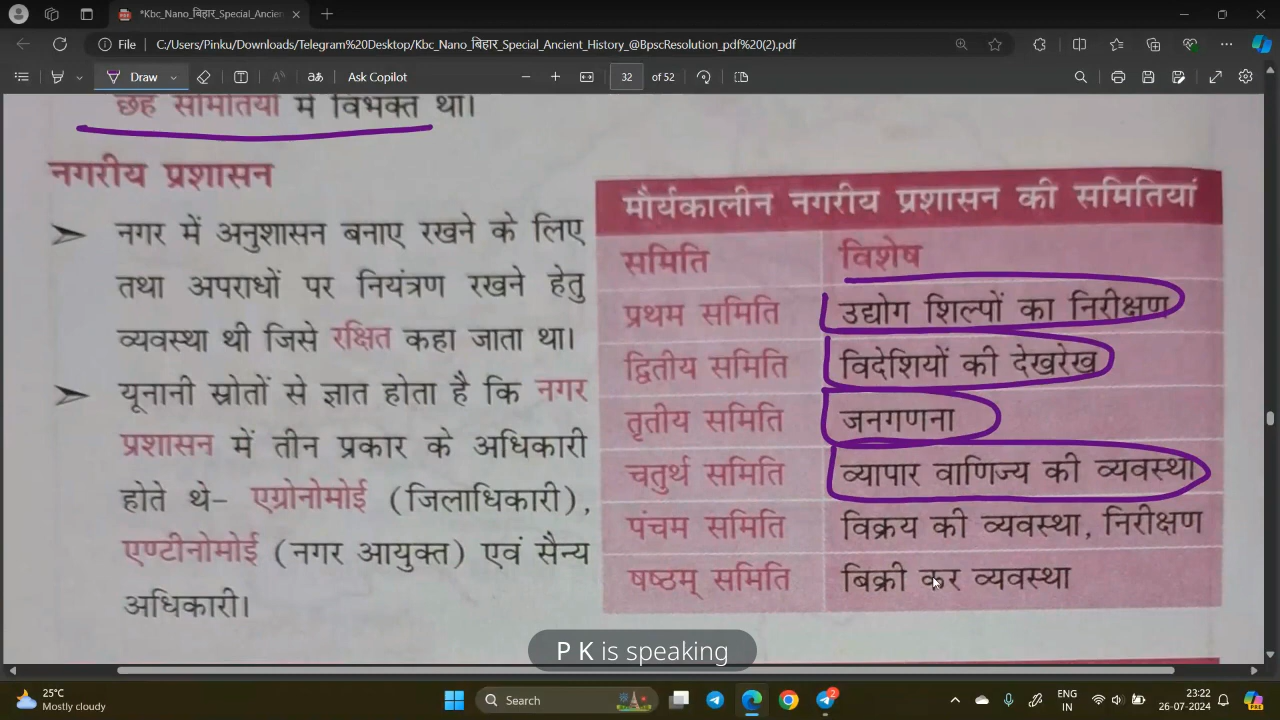 *Kbc_Nano_बिहार_Special_Ancien
File
C:/Users/Pinku/Downloads/Telegram%20Desktop/Kbc_Nano_बिहार_Special_Ancient_History_@BpscResolution_pdf%20(2).pdf
Draw
Ask Copilot
32 of 52
छह समितियों में विभक्त था।
नगरीय प्रशासन
नगर में अनुशासन बनाए रखने के लिए
तथा अपराधों पर नियंत्रण रखने हेतु
व्यवस्था थी जिसे रक्षित कहा जाता था।
यूनानी स्रोतों से ज्ञात होता है कि नगर
प्रशासन में तीन प्रकार के अधिकारी
होते थे- एग्रोनोमोई (जिलाधिकारी),
एण्टीनोमोई (नगर आयुक्त) एवं सैन्य
अधिकारी।
मौर्यकालीन नगरीय प्रशासन की समितियां
समिति विशेष
प्रथम समिति उद्योग शिल्पों का निरीक्षण
द्वितीय समिति विदेशियों की देखरेख
तृतीय समिति जनगणना
चतुर्थ समिति व्यापार वाणिज्य की व्यवस्था
पंचम समिति विक्रय की व्यवस्था, निरीक्षण
षष्ठम् समिति बिक्री कर व्यवस्था
P K is speaking
25°C
Mostly cloudy
Search
2
ENG
IN
23:22
26-07-2024